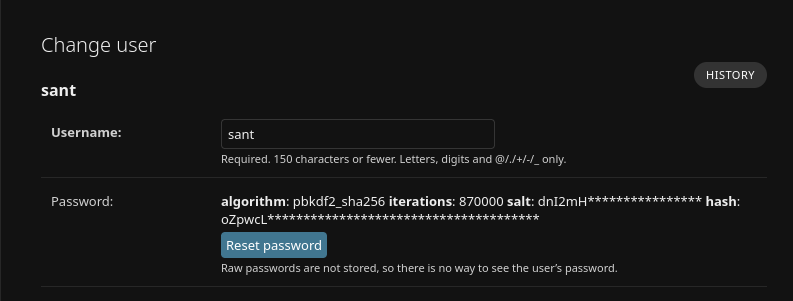 Change user
HISTORY
sant
Username:
sant
Required. 150 characters or fewer. Letters, digits and @/./+/-/_ only.
Password:
algorithm: pbkdf2_sha256 iterations: 870000 salt: dnI2mH**************** hash:
oZpwcL**************************************
Reset password
Raw passwords are not stored, so there is no way to see the user’s password.